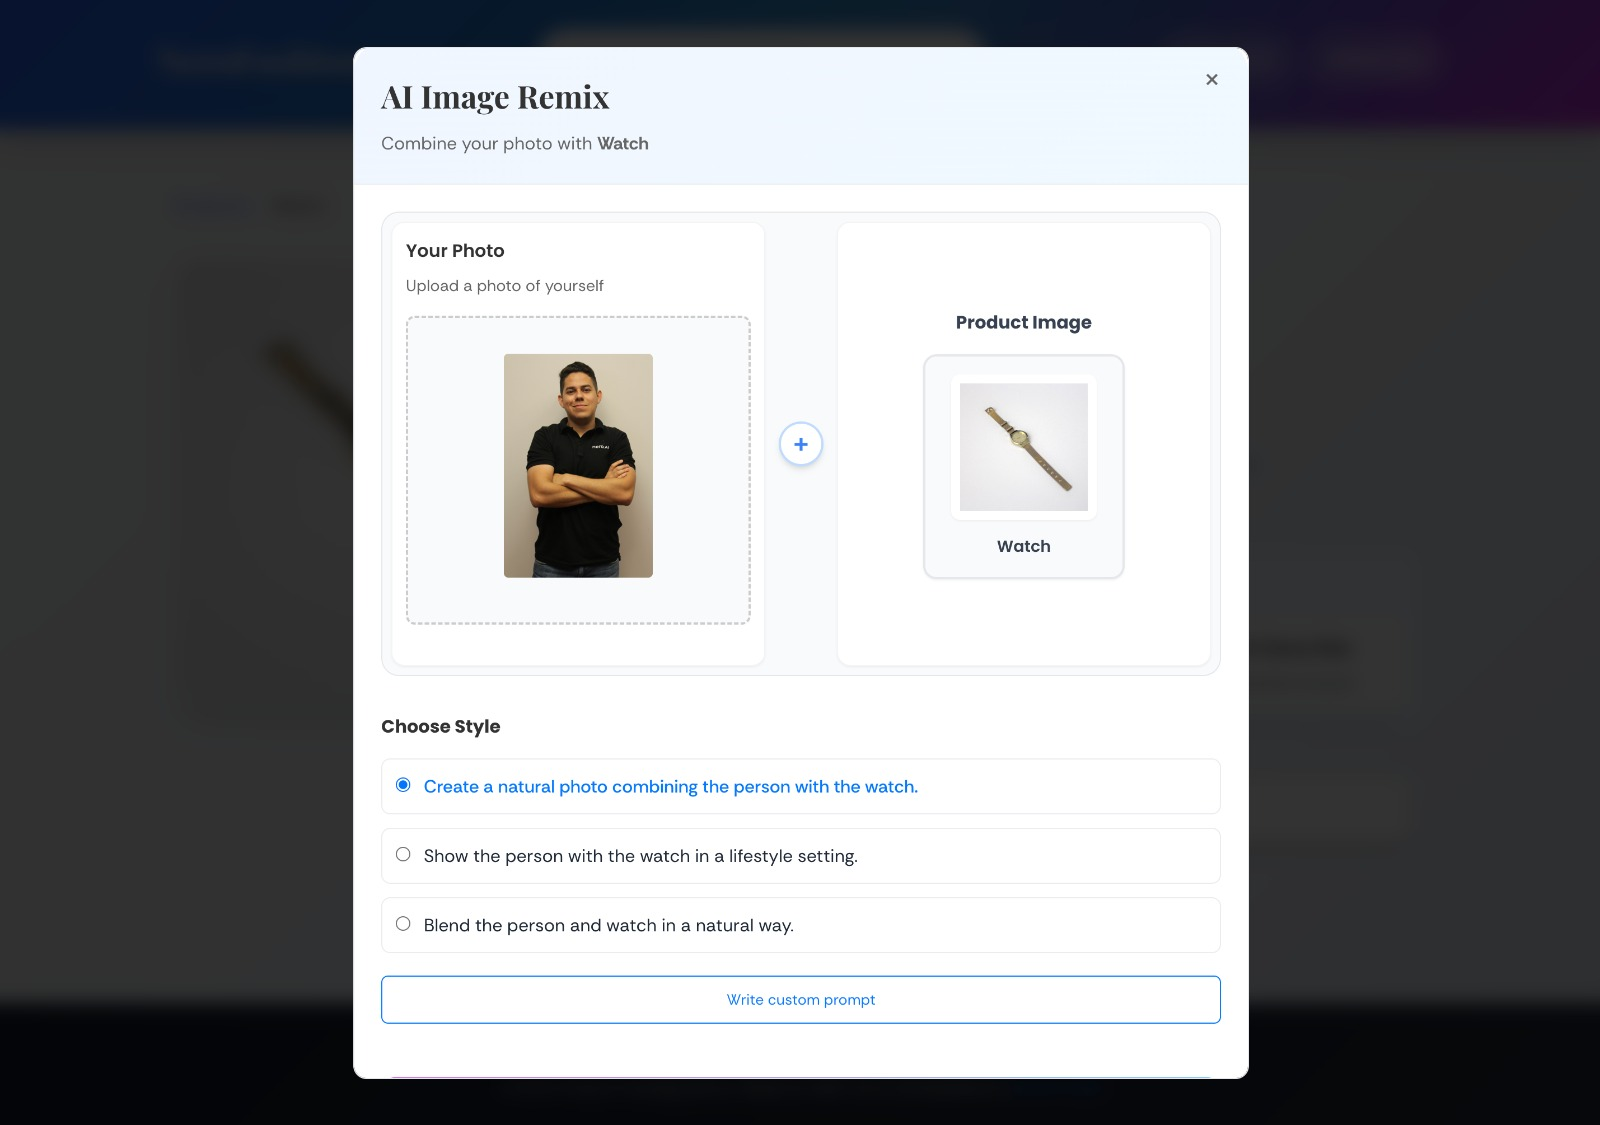 AI Image Remix
×
Combine your photo with Watch
Your Photo
Upload a photo of yourself
+
Product Image
Watch
Choose Style
Create a natural photo combining the person with the watch.
Show the person with the watch in a lifestyle setting.
Blend the person and watch in a natural way.
Write custom prompt